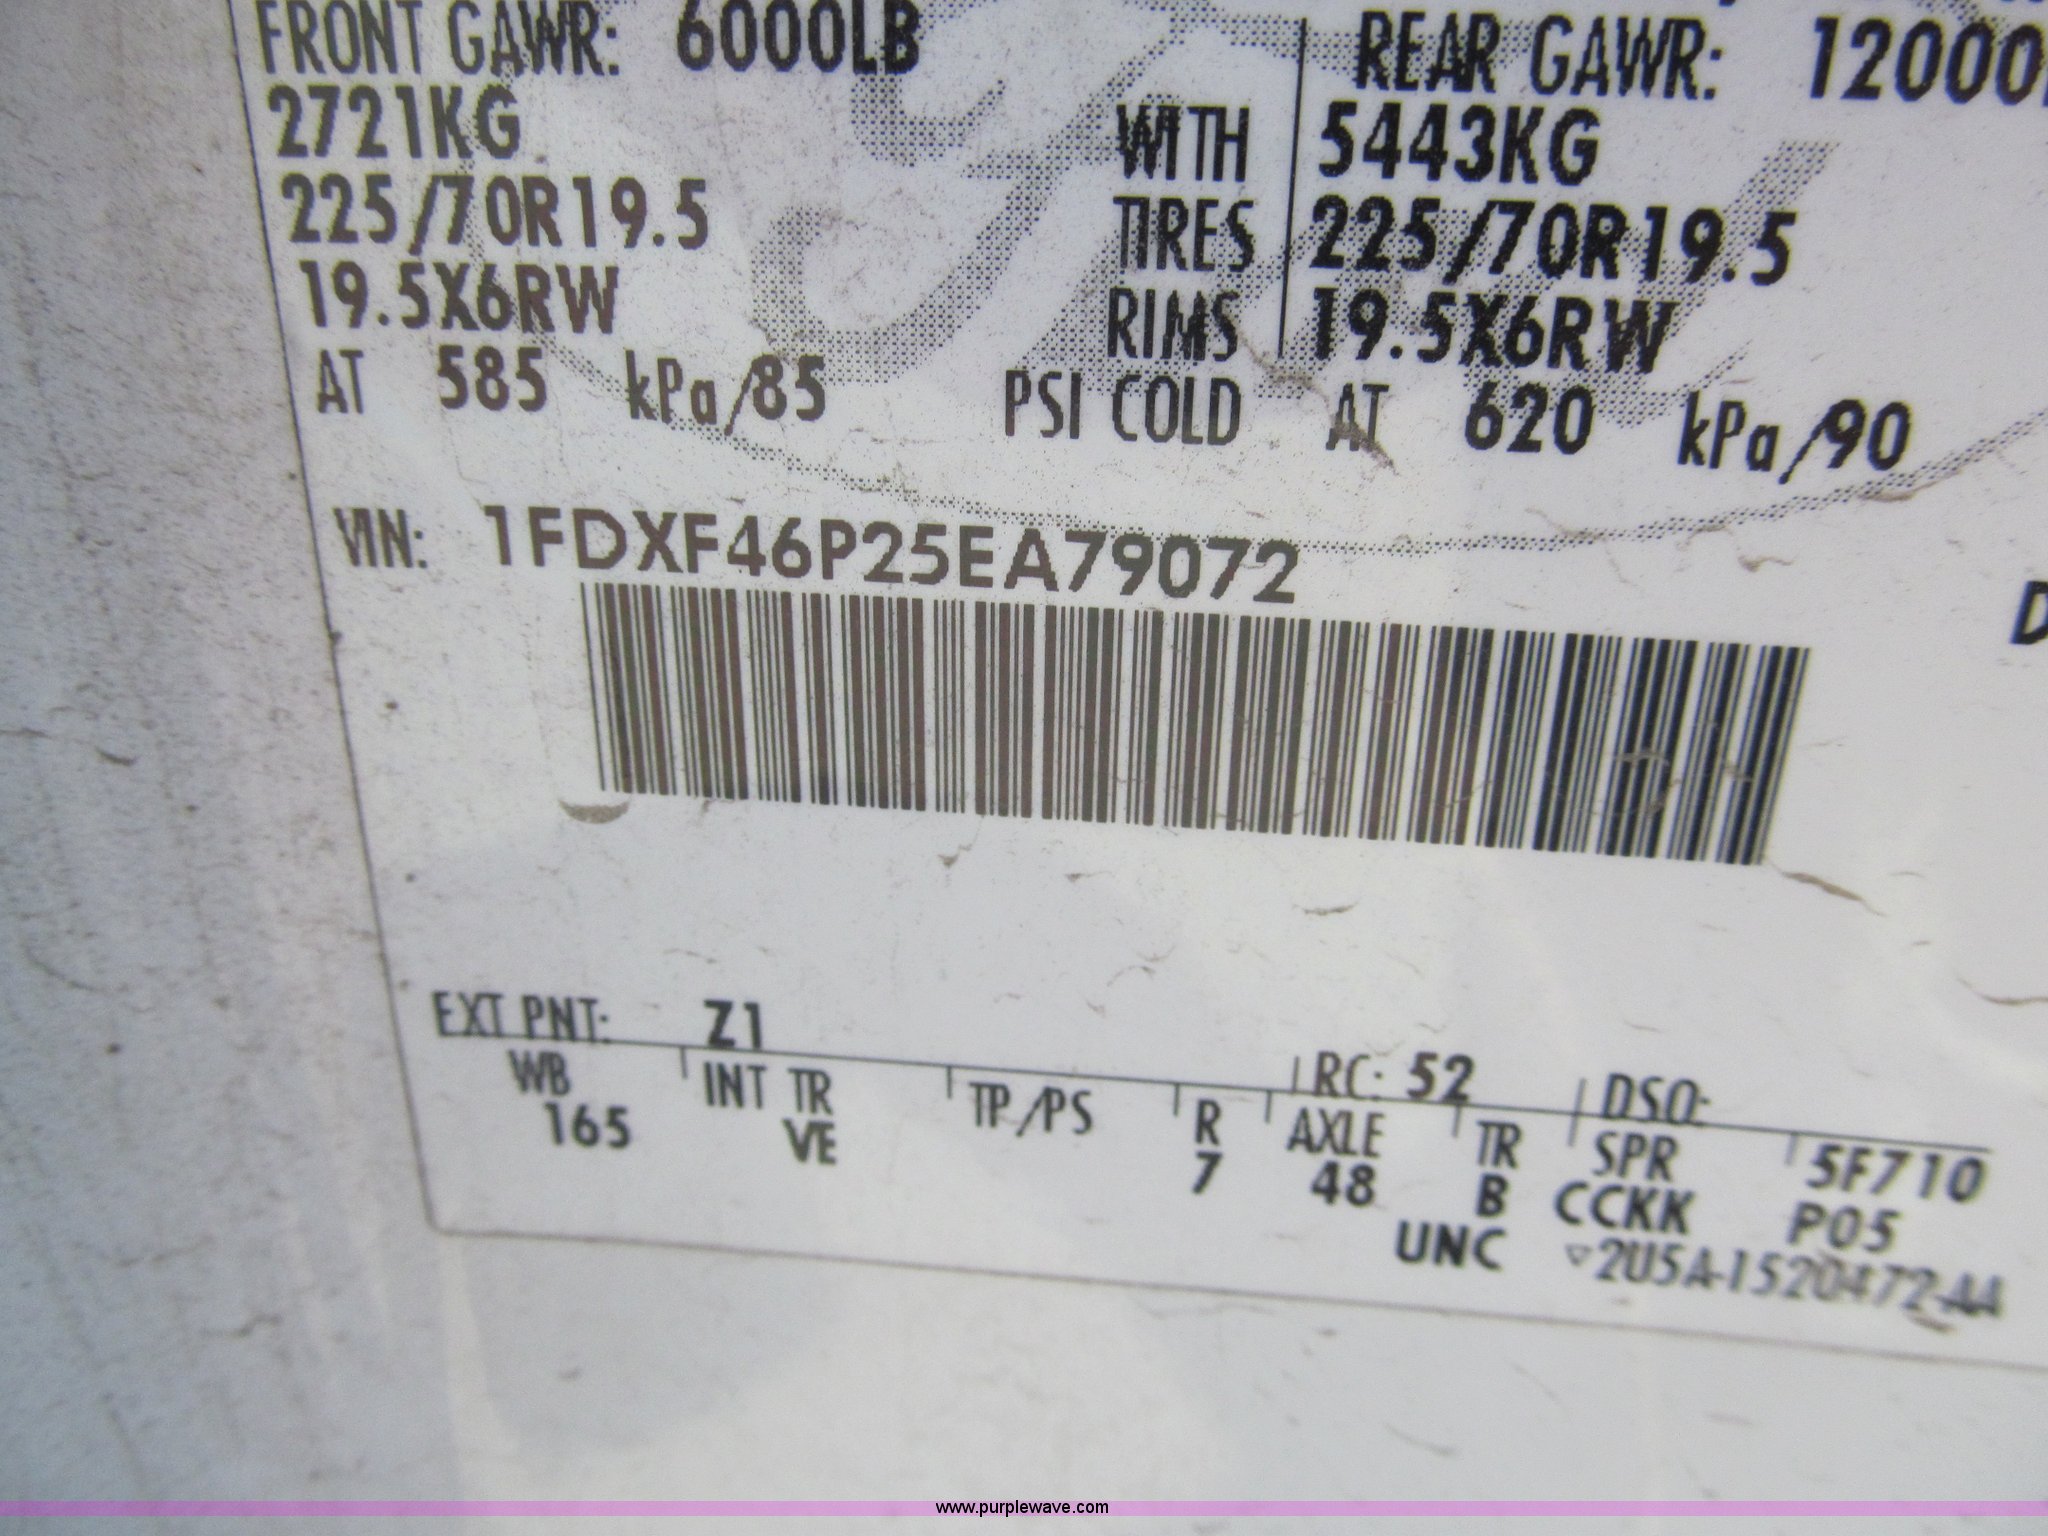 FRONT GAWR: 6000LB REAR GAWR: 12000
2721KG WITH 5443KG
225/70R19.5 TIRES 225/70R19.5
19.5X6RW RIMS 19.5X6RW
AT 585 kPa/85 PSI COLD AT 620 kPa/90
VIN: 1FDXF46P25EA79072
EXT PNT: Z1 RC: 52 DSO:
WB INT TR TP/PS R AXLE TR SPR 5F710
165 VE 7 48 B CCKK P05
UNC ▽2U5A-1520472-AA
www.purplewave.com